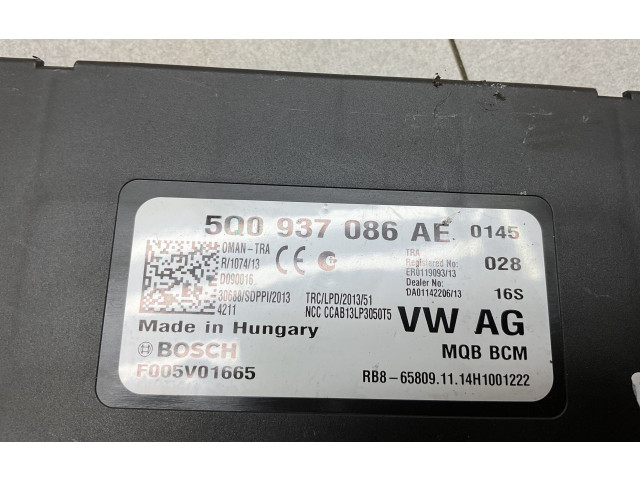 5Q0 937 086 AE 0145
OMAN-TRA
R/1074/13
D090016
30688/SDPPI/2013
4211
TRC/LPD/2013/51
NCC CCAB13LP3050T5
TRA
Registered No:
ER0119093/13
Dealer No:
DA01142206/13
028
16S
Made in Hungary
VW AG
BOSCH
MQB BCM
F005V01665
RB8-65809.11.14H1001222